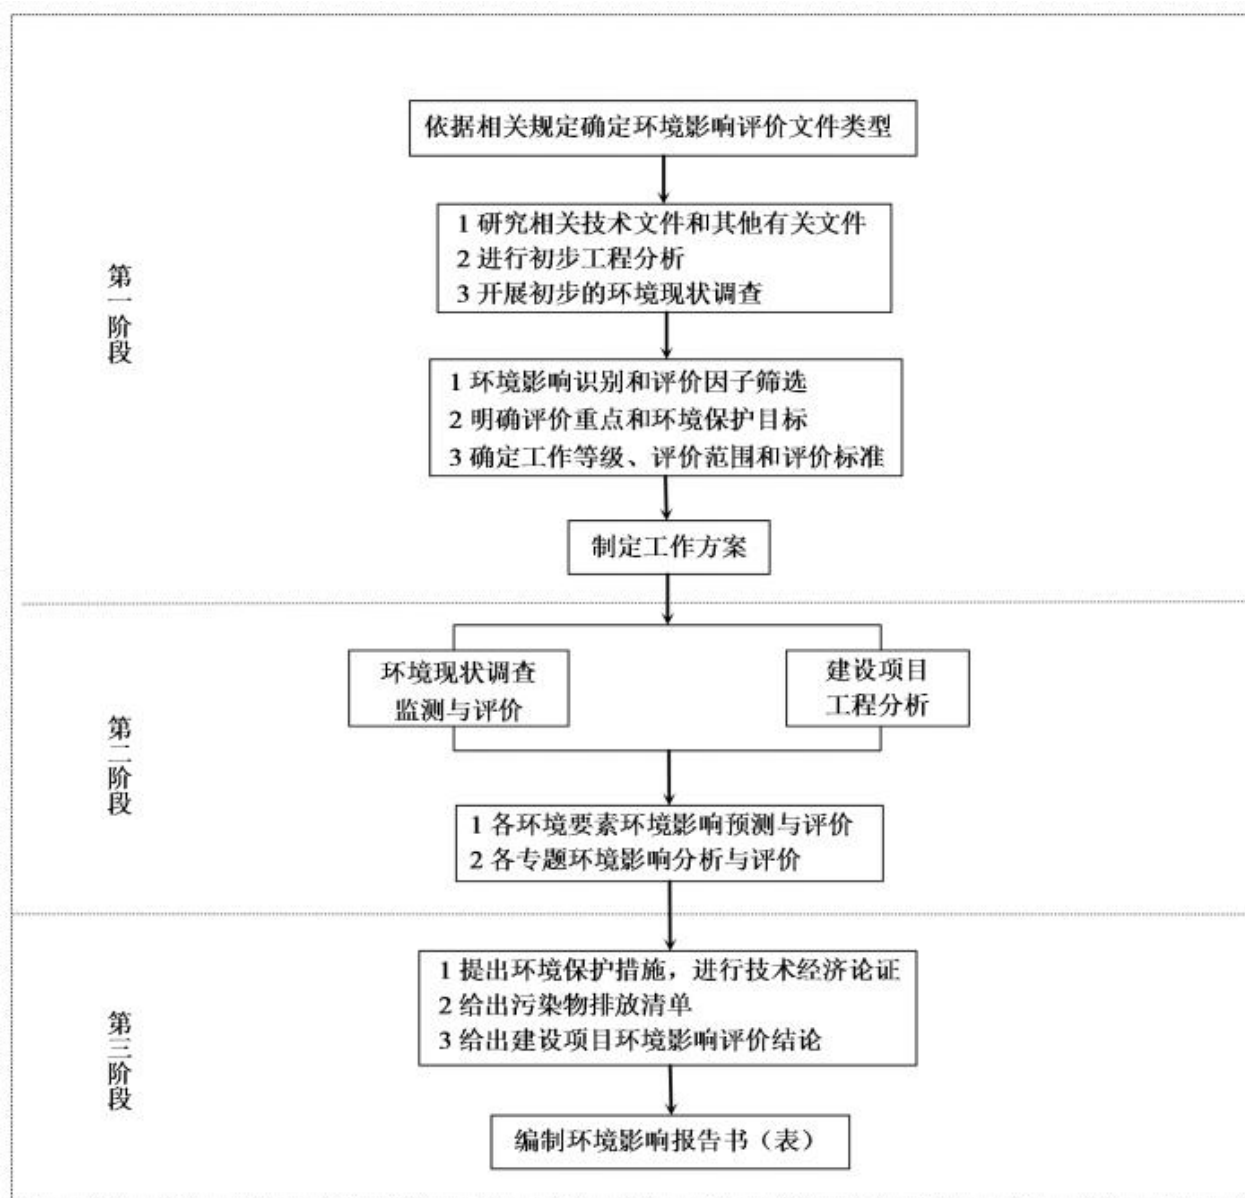 依据相关规定确定环境影响评价文件类型
1 研究相关技术文件和其他有关文件
2 进行初步工程分析
3 开展初步的环境现状调查
第一阶段
1 环境影响识别和评价因子筛选
2 明确评价重点和环境保护目标
3 确定工作等级、评价范围和评价标准
制定工作方案
环境现状调查
监测与评价
建设项目
工程分析
第二阶段
1 各环境要素环境影响预测与评价
2 各专题环境影响分析与评价
1 提出环境保护措施，进行技术经济论证
2 给出污染物排放清单
3 给出建设项目环境影响评价结论
第三阶段
编制环境影响报告书（表）